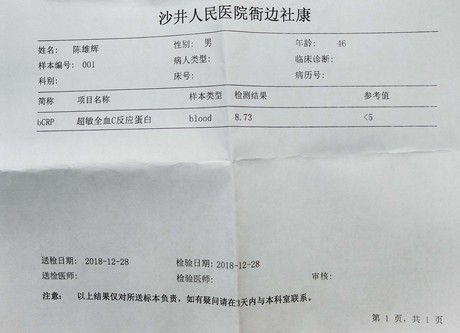 沙井人民医院衙边社康
姓名: 陈雄辉 性别: 男 年龄: 46
样本编号: 001 病人类型: 临床诊断:
科别: 床号: 病历号:
简称 项目名称 样本类型 检测结果 参考值
bCRP 超敏全血C反应蛋白 blood 8.73 <5
送检日期: 2018-12-28 检验日期: 2018-12-28
送检医师: 检验医师: 审核:
注意: 以上结果仅对所送标本负责, 如有疑问请在3天内与本科室联系。
第 1 页, 共 1 页